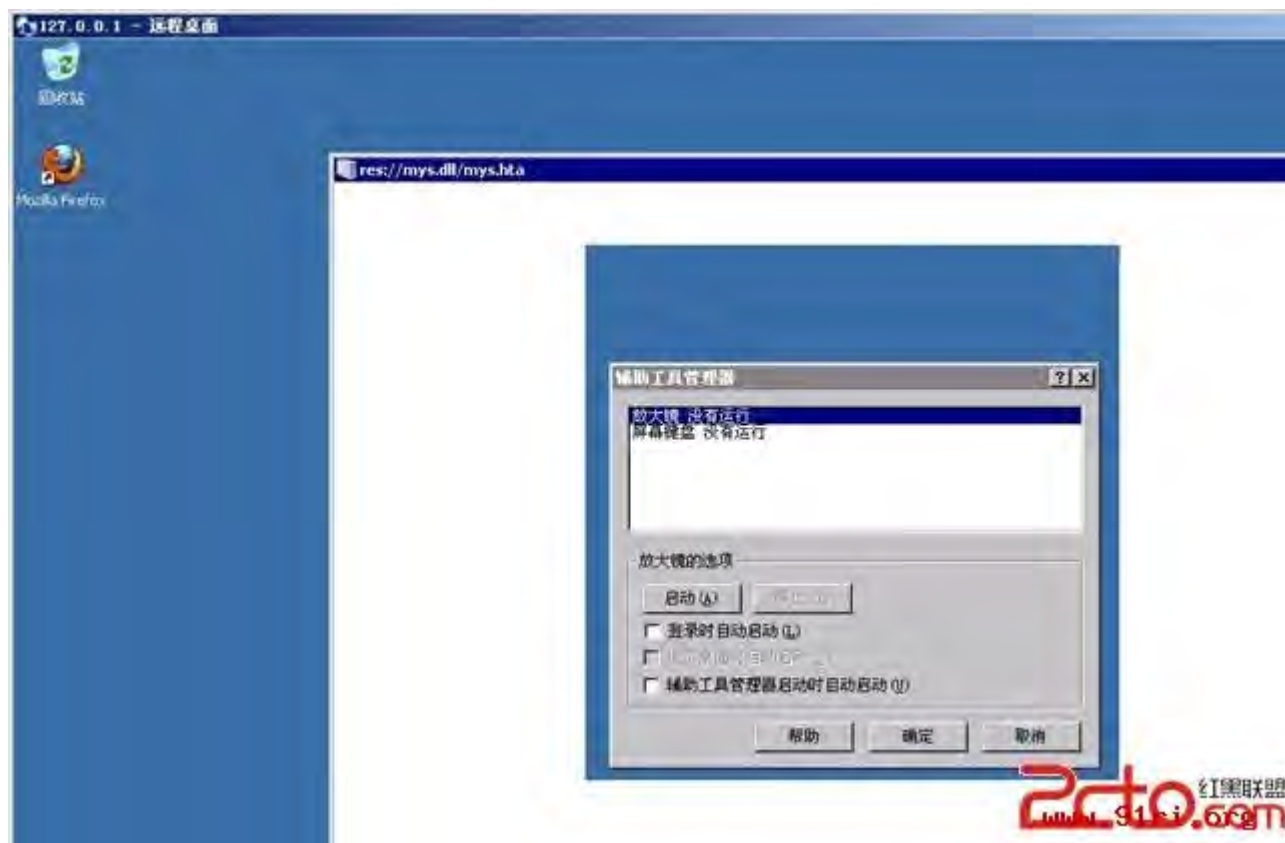 127.0.0.1 - 远程桌面
Mozilla Firefox
res://mys.dll/mys.hta
辅助工具管理器
放大镜 没有运行
屏幕键盘 没有运行
放大镜的选项
启动(A)
登录时自动启动(L)
辅助工具管理器启动时自动启动(V)
帮助
确定
取消
2cto.com
红黑联盟